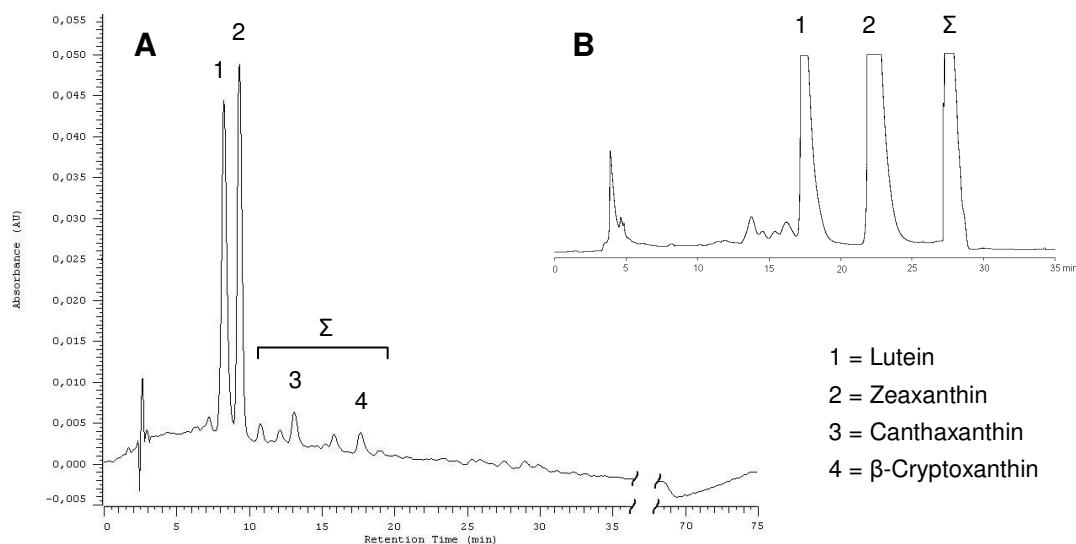 A
B
0,055
0,050
0,045
0,040
0,035
0,030
0,025
0,020
0,015
0,010
0,005
0,000
-0,005
Absorbance (AU)
1
2
Σ
3
4
0 5 10 15 20 25 30 35 70 75
Retention Time (min)
1 2 Σ
0 5 10 15 20 25 30 35 min
1 = Lutein
2 = Zeaxanthin
3 = Canthaxanthin
4 = β-Cryptoxanthin